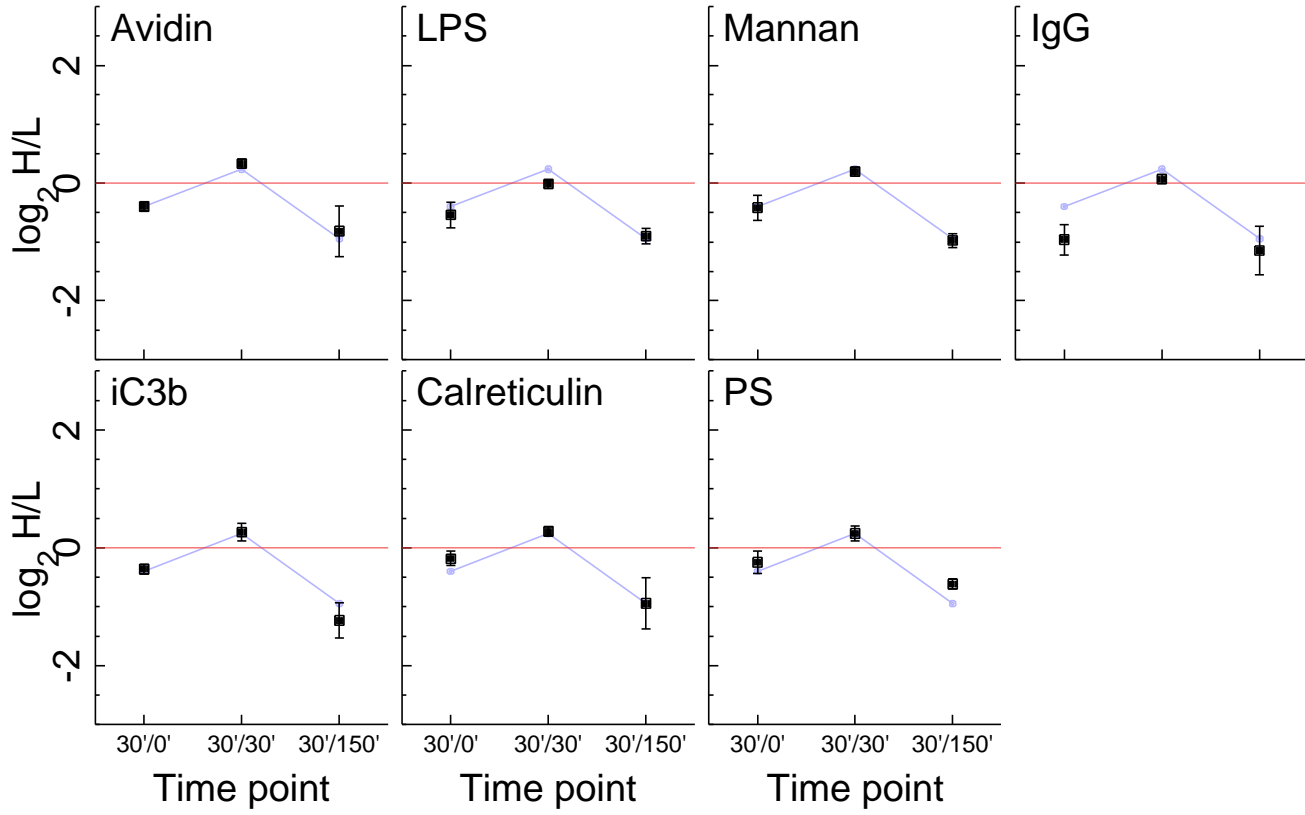 Avidin
LPS
Mannan
IgG
2
0
-2
log2 H/L
iC3b
Calreticulin
PS
2
0
-2
log2 H/L
30'/0' 30'/30' 30'/150'
30'/0' 30'/30' 30'/150'
30'/0' 30'/30' 30'/150'
Time point
Time point
Time point